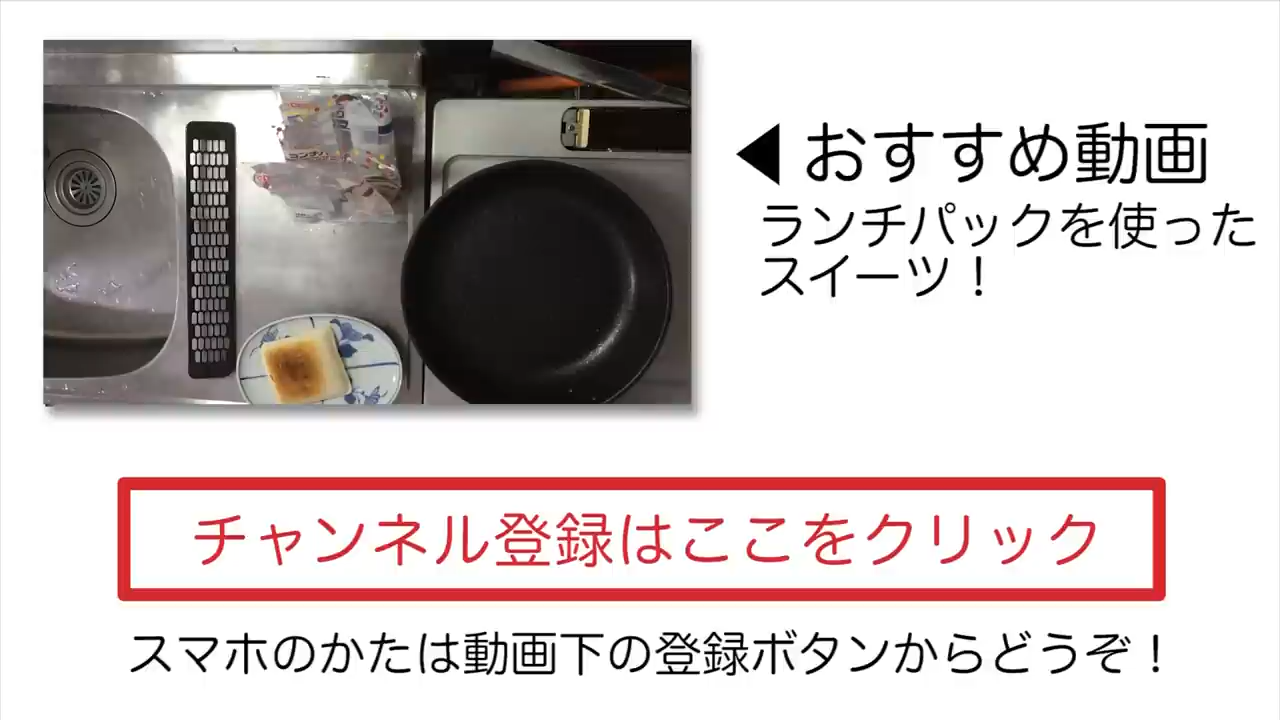 ◀ おすすめ動画
ランチパックを使った
スイーツ！
チャンネル登録はここをクリック
スマホのかたは動画下の登録ボタンからどうぞ！